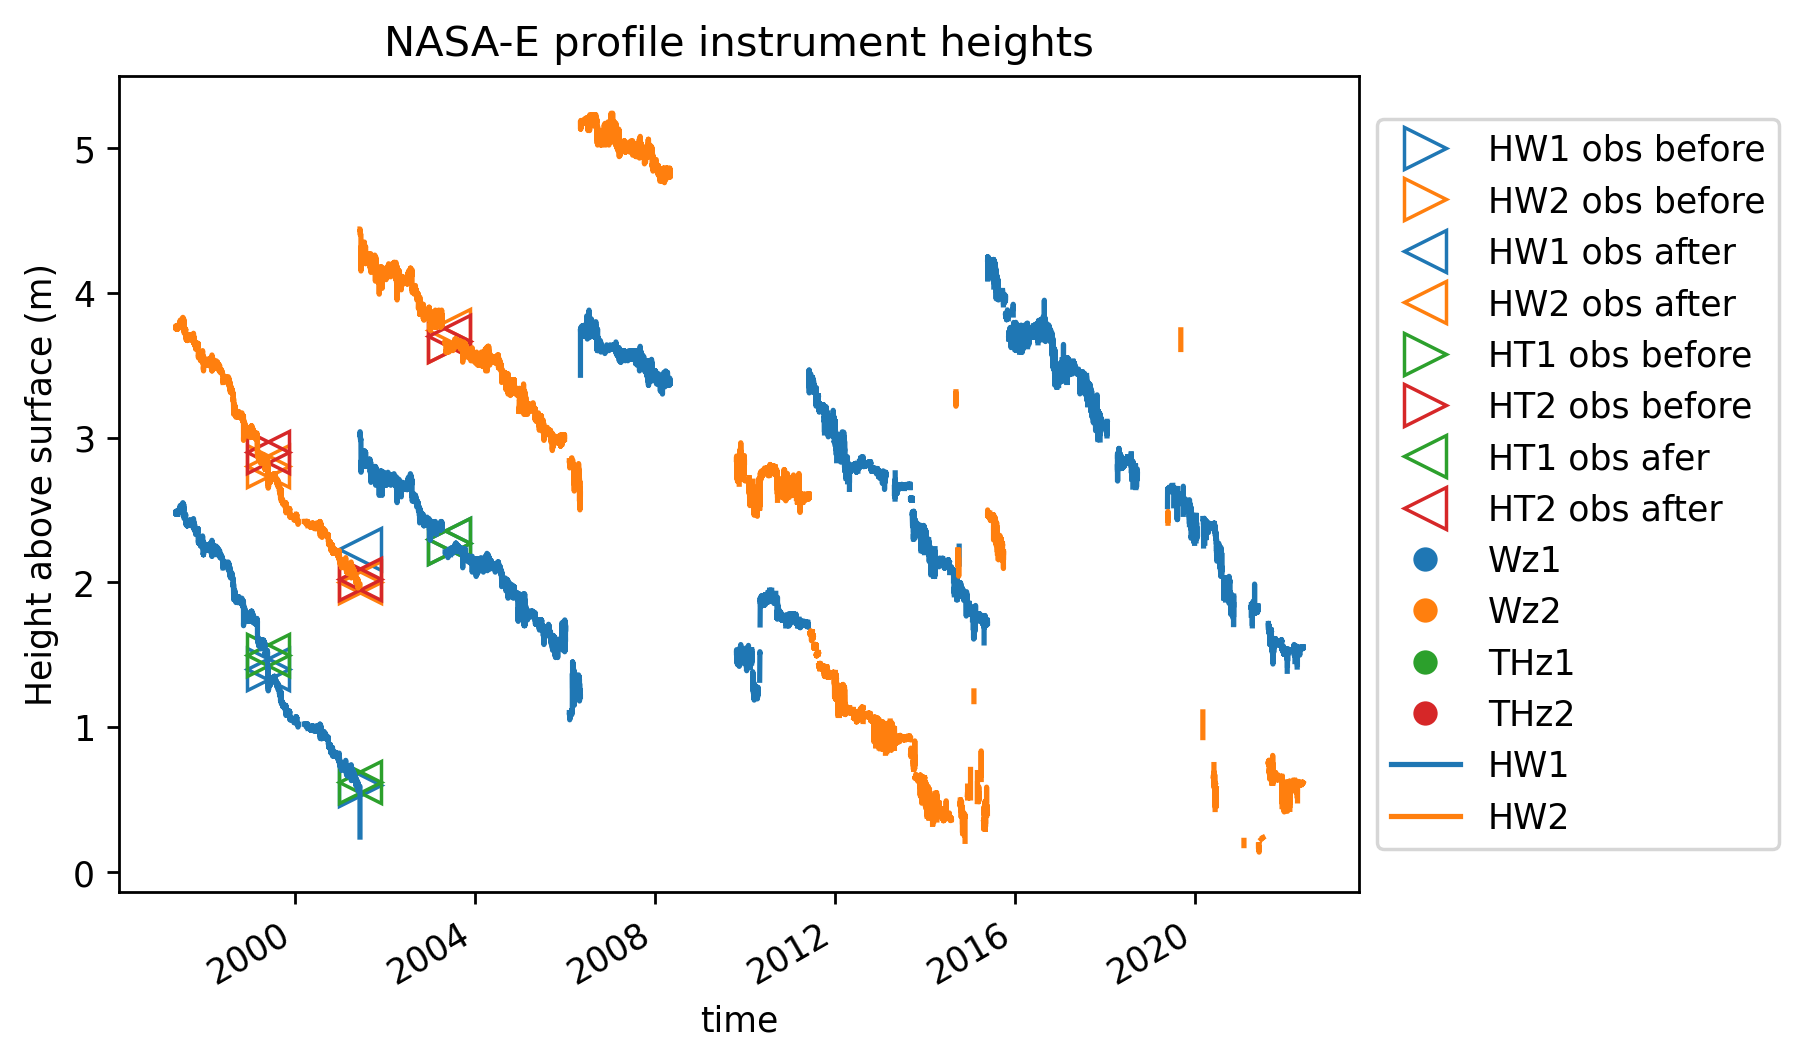 NASA-E profile instrument heights
Height above surface (m)
5
4
3
2
1
0
2000
2004
2008
2012
2016
2020
time
HW1 obs before
HW2 obs before
HW1 obs after
HW2 obs after
HT1 obs before
HT2 obs before
HT1 obs afer
HT2 obs after
Wz1
Wz2
THz1
THz2
HW1
HW2